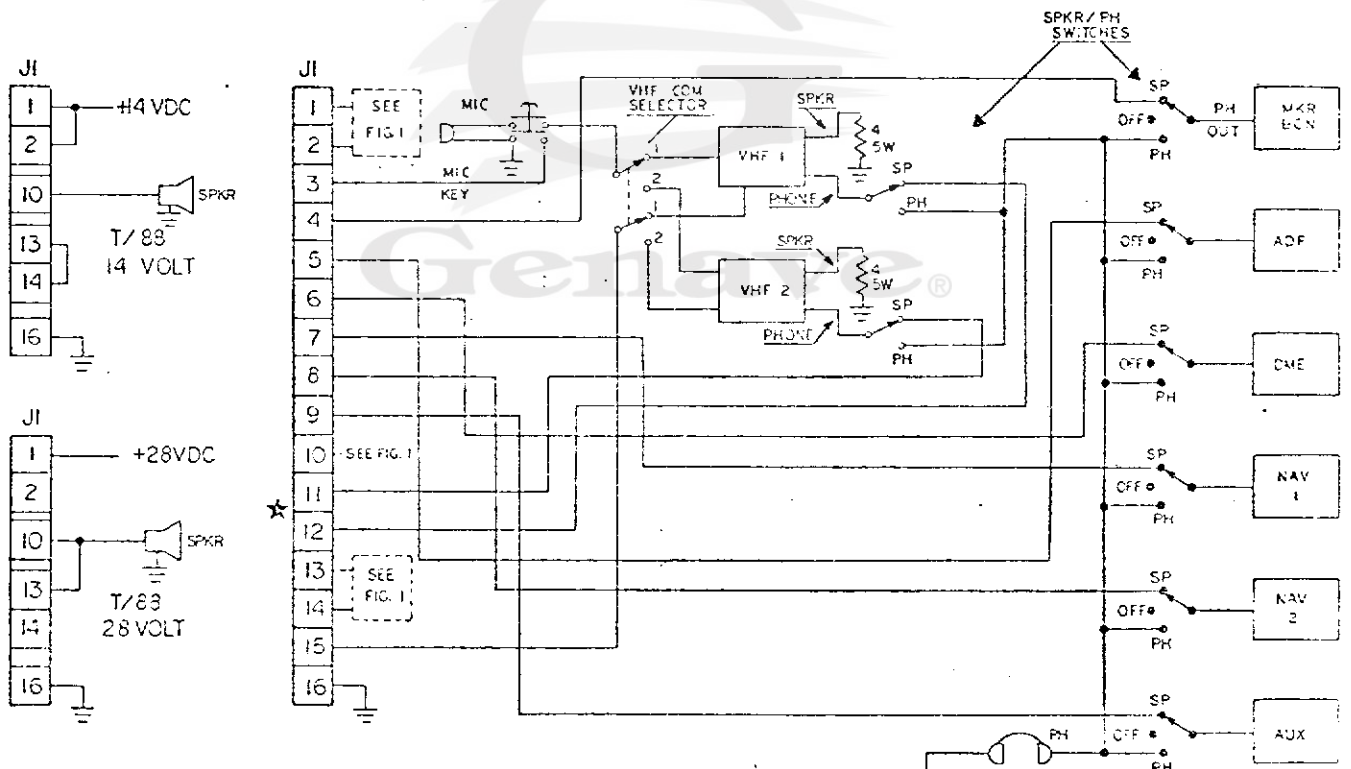 SPKR/PH
SWITCHES
J1
1
2
10
13
14
16
+14 VDC
SPKR
T/88
14 VOLT
J1
1
2
10
13
14
16
+28VDC
SPKR
T/88
28 VOLT
J1
1
2
3
4
5
6
7
8
9
10
11
12
13
14
15
16
SEE
FIG. 1
MIC
MIC
KEY
SEE FIG. 1
SEE
FIG. 1
VHF COM
SELECTOR
1
2
1
2
VHF 1
SPKR
4
5W
PHONE
SP
PH
VHF 2
SPKR
4
5W
PHONE
SP
PH
SP
OFF
PH
PH
OUT
MKR
BCN
SP
OFF
PH
ADF
SP
OFF
PH
DME
SP
OFF
PH
NAV
1
SP
OFF
PH
NAV
2
SP
OFF
PH
AUX
PH
Genave®